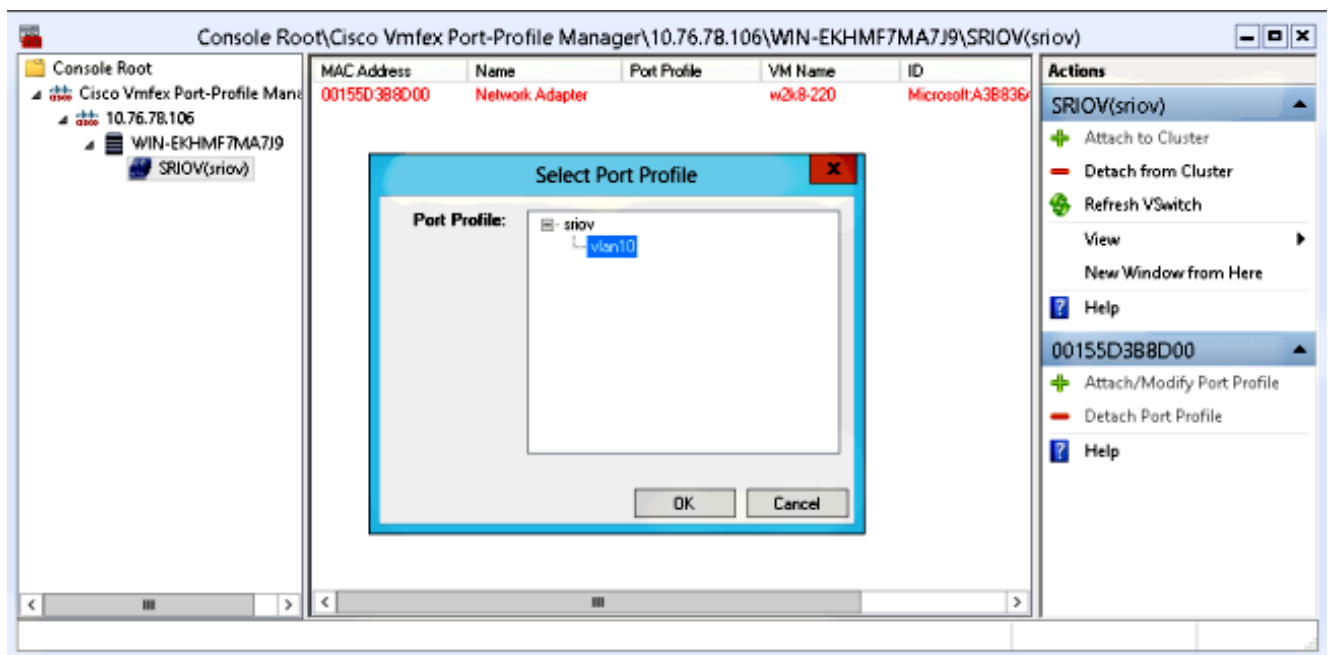 Console Root\Cisco Vmfex Port-Profile Manager\10.76.78.106\WIN-EKHMF7MA7J9\SRIOV(sriov)
Console Root
Cisco Vmfex Port-Profile Mana
10.76.78.106
WIN-EKHMF7MA7J9
SRIOV(sriov)
MAC Address Name Port Profile VM Name ID
00155D3B8D00 Network Adapter w2k8-220 Microsoft:A3B836A
Select Port Profile
Port Profile:
sriov
vlan10
OK Cancel
Actions
SRIOV(sriov)
Attach to Cluster
Detach from Cluster
Refresh VSwitch
View
New Window from Here
Help
00155D3B8D00
Attach/Modify Port Profile
Detach Port Profile
Help